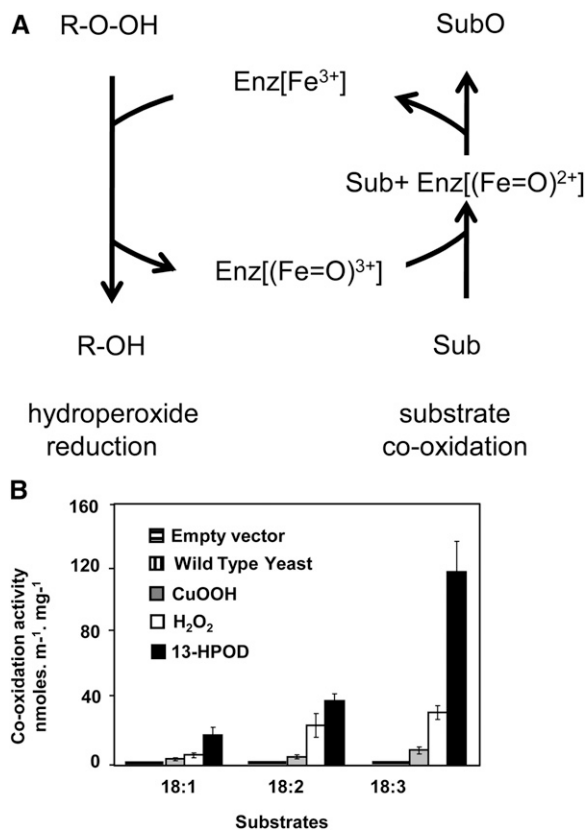 A
R-O-OH
SubO
Enz[Fe³⁺]
Sub+ Enz[(Fe=O)²⁺]
Enz[(Fe=O)³⁺]
R-OH
Sub
hydroperoxide
reduction
substrate
co-oxidation
B
Co-oxidation activity
nmoles. m⁻¹. mg⁻¹
160
120
80
40
0
Empty vector
Wild Type Yeast
CuOOH
H₂O₂
13-HPOD
18:1
18:2
18:3
Substrates